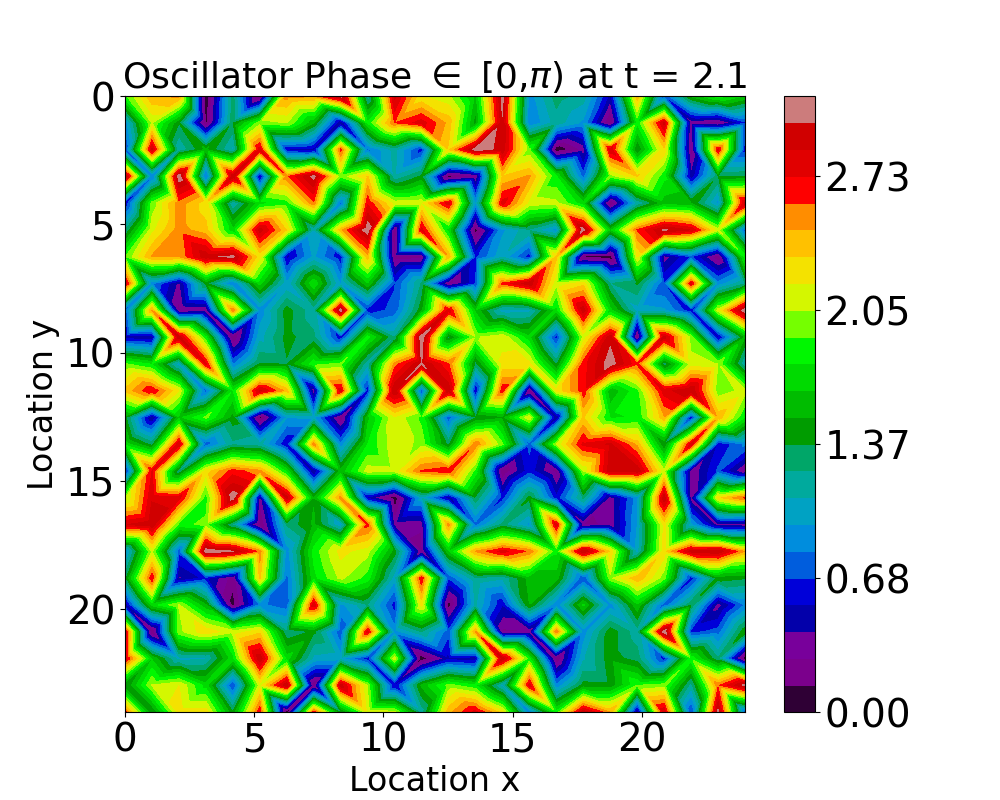 Oscillator Phase ∈ [0,π) at t = 2.1
0
5
10
15
20
Location y
0 5 10 15 20
Location x
2.73
2.05
1.37
0.68
0.00